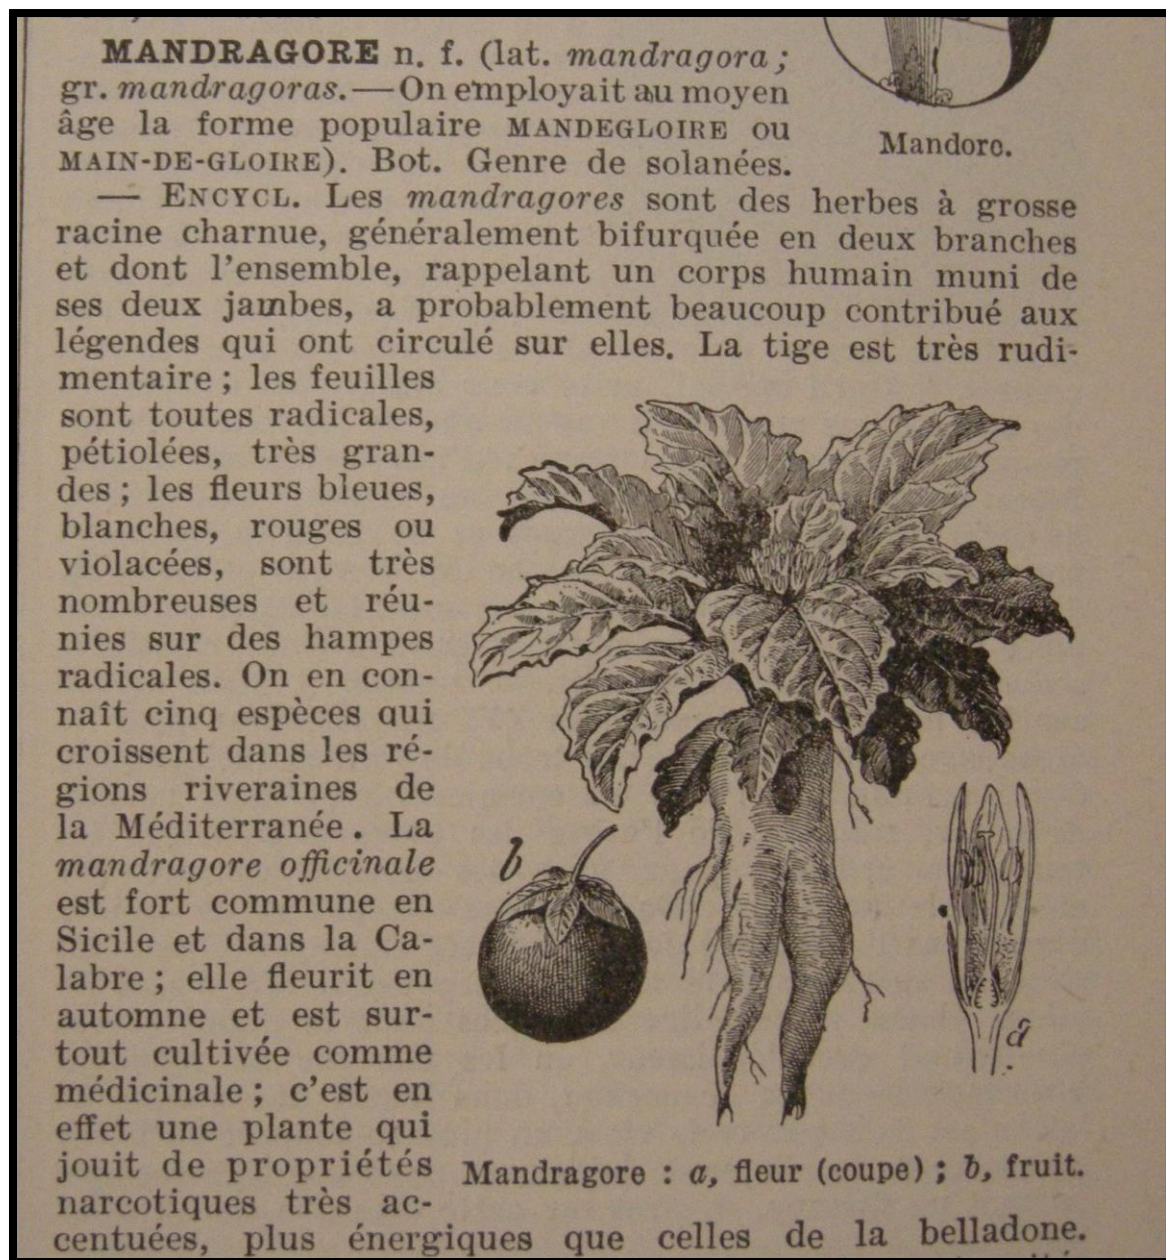 MANDRAGORE n. f. (lat. mandragora ;
gr. mandragoras. — On employait au moyen
âge la forme populaire MANDEGLOIRE ou
MAIN-DE-GLOIRE). Bot. Genre de solanées.
Mandore.
— ENCYCL. Les mandragores sont des herbes à grosse
racine charnue, généralement bifurquée en deux branches
et dont l'ensemble, rappelant un corps humain muni de
ses deux jambes, a probablement beaucoup contribué aux
légendes qui ont circulé sur elles. La tige est très rudi-
mentaire ; les feuilles
sont toutes radicales,
pétiolées, très gran-
des ; les fleurs bleues,
blanches, rouges ou
violacées, sont très
nombreuses et réu-
nies sur des hampes
radicales. On en con-
naît cinq espèces qui
croissent dans les ré-
gions riveraines de
la Méditerranée. La
mandragore officinale
est fort commune en
Sicile et dans la Ca-
labre ; elle fleurit en
automne et est sur-
tout cultivée comme
médicinale ; c'est en
effet une plante qui
jouit de propriétés
narcotiques très ac-
centuées, plus énergiques que celles de la belladone.
b
a
Mandragore : a, fleur (coupe) ; b, fruit.